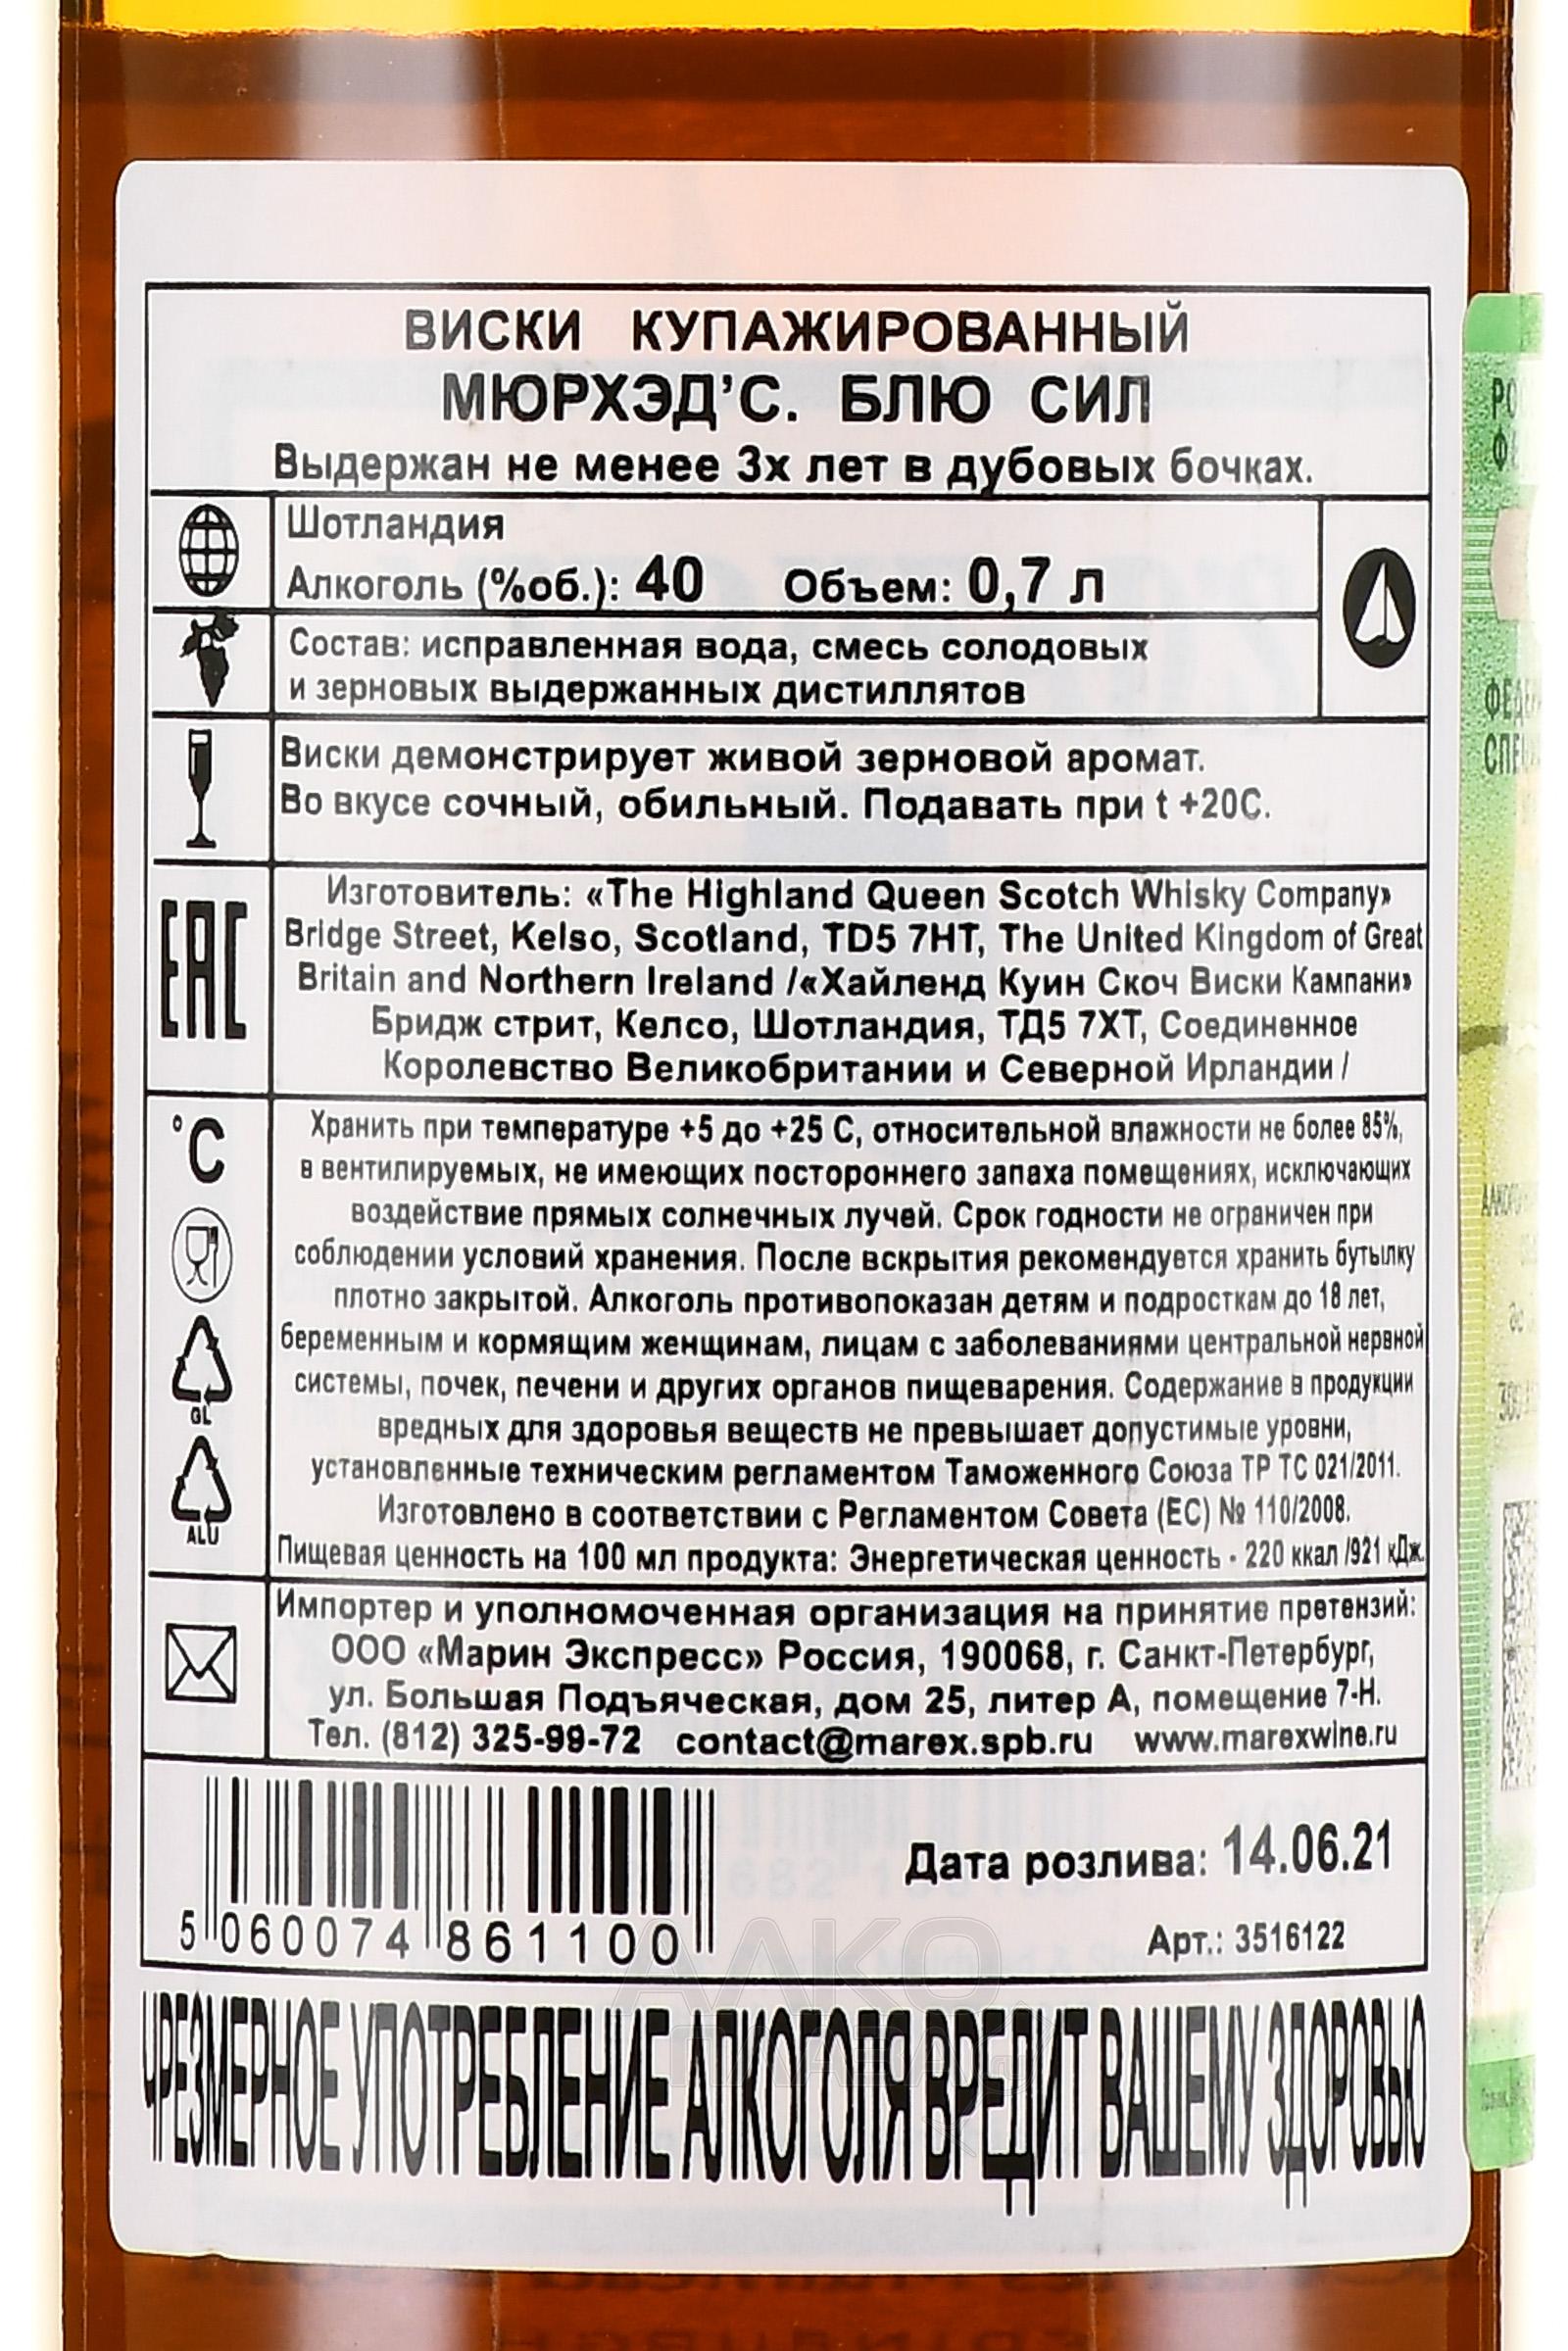 ВИСКИ КУПАЖИРОВАННЫЙ
МЮРХЭД'С. БЛЮ СИЛ
Выдержан не менее 3х лет в дубовых бочках.
Шотландия
Алкоголь (%об.): 40 Объем: 0,7 л
Состав: исправленная вода, смесь солодовых
и зерновых выдержанных дистиллятов
Виски демонстрирует живой зерновой аромат.
Во вкусе сочный, обильный. Подавать при t +20С.
ЕАС
Изготовитель: «The Highland Queen Scotch Whisky Company»
Bridge Street, Kelso, Scotland, TD5 7HT, The United Kingdom of Great
Britain and Northern Ireland /«Хайленд Куин Скоч Виски Кампани»
Бридж стрит, Келсо, Шотландия, ТД5 7ХТ, Соединенное
Королевство Великобритании и Северной Ирландии /
°C
GL
ALU
Хранить при температуре +5 до +25 С, относительной влажности не более 85%,
в вентилируемых, не имеющих постороннего запаха помещениях, исключающих
воздействие прямых солнечных лучей. Срок годности не ограничен при
соблюдении условий хранения. После вскрытия рекомендуется хранить бутылку
плотно закрытой. Алкоголь противопоказан детям и подросткам до 18 лет,
беременным и кормящим женщинам, лицам с заболеваниями центральной нервной
системы, почек, печени и других органов пищеварения. Содержание в продукции
вредных для здоровья веществ не превышает допустимые уровни,
установленные техническим регламентом Таможенного Союза ТР ТС 021/2011.
Изготовлено в соответствии с Регламентом Совета (ЕС) № 110/2008.
Пищевая ценность на 100 мл продукта: Энергетическая ценность - 220 ккал /921 кДж.
Импортер и уполномоченная организация на принятие претензий:
ООО «Марин Экспресс» Россия, 190068, г. Санкт-Петербург,
ул. Большая Подъяческая, дом 25, литер А, помещение 7-Н.
Тел. (812) 325-99-72 contact@marex.spb.ru www.marexwine.ru
Дата розлива: 14.06.21
5 060074 861100
Арт.: 3516122
АЛКО
ПЛАЗА
ЧРЕЗМЕРНОЕ УПОТРЕБЛЕНИЕ АЛКОГОЛЯ ВРЕДИТ ВАШЕМУ ЗДОРОВЬЮ